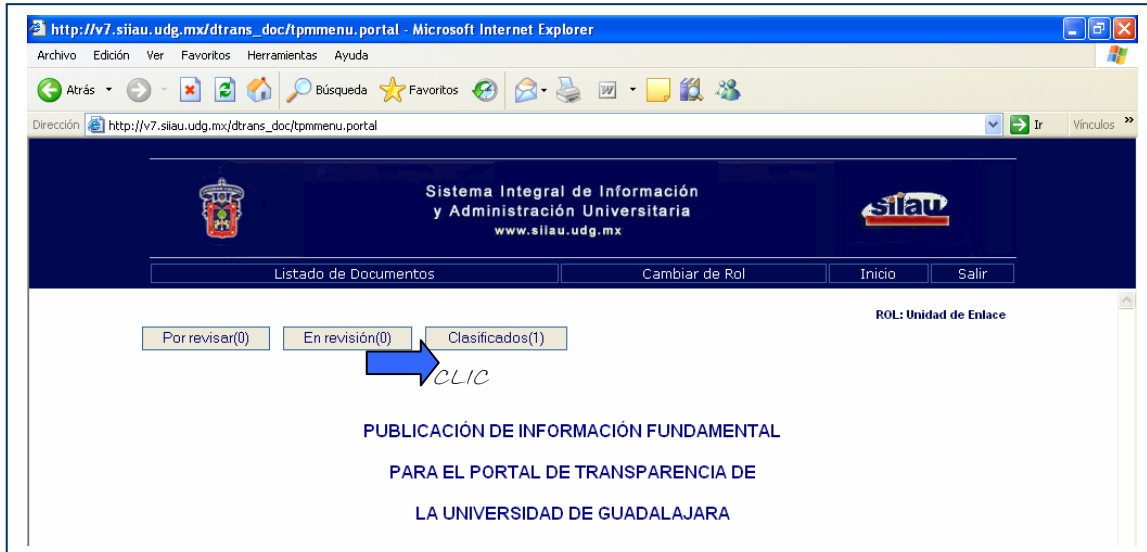 http://v7.siiau.udg.mx/dtrans_doc/tpmmenu.portal - Microsoft Internet Explorer
Archivo Edición Ver Favoritos Herramientas Ayuda
Atrás Búsqueda Favoritos
Dirección http://v7.siiau.udg.mx/dtrans_doc/tpmmenu.portal Ir Vínculos »
Sistema Integral de Información
y Administración Universitaria
www.siiau.udg.mx
siiau
Listado de Documentos Cambiar de Rol Inicio Salir
ROL: Unidad de Enlace
Por revisar(0) En revisión(0) Clasificados(1)
CLIC
PUBLICACIÓN DE INFORMACIÓN FUNDAMENTAL
PARA EL PORTAL DE TRANSPARENCIA DE
LA UNIVERSIDAD DE GUADALAJARA